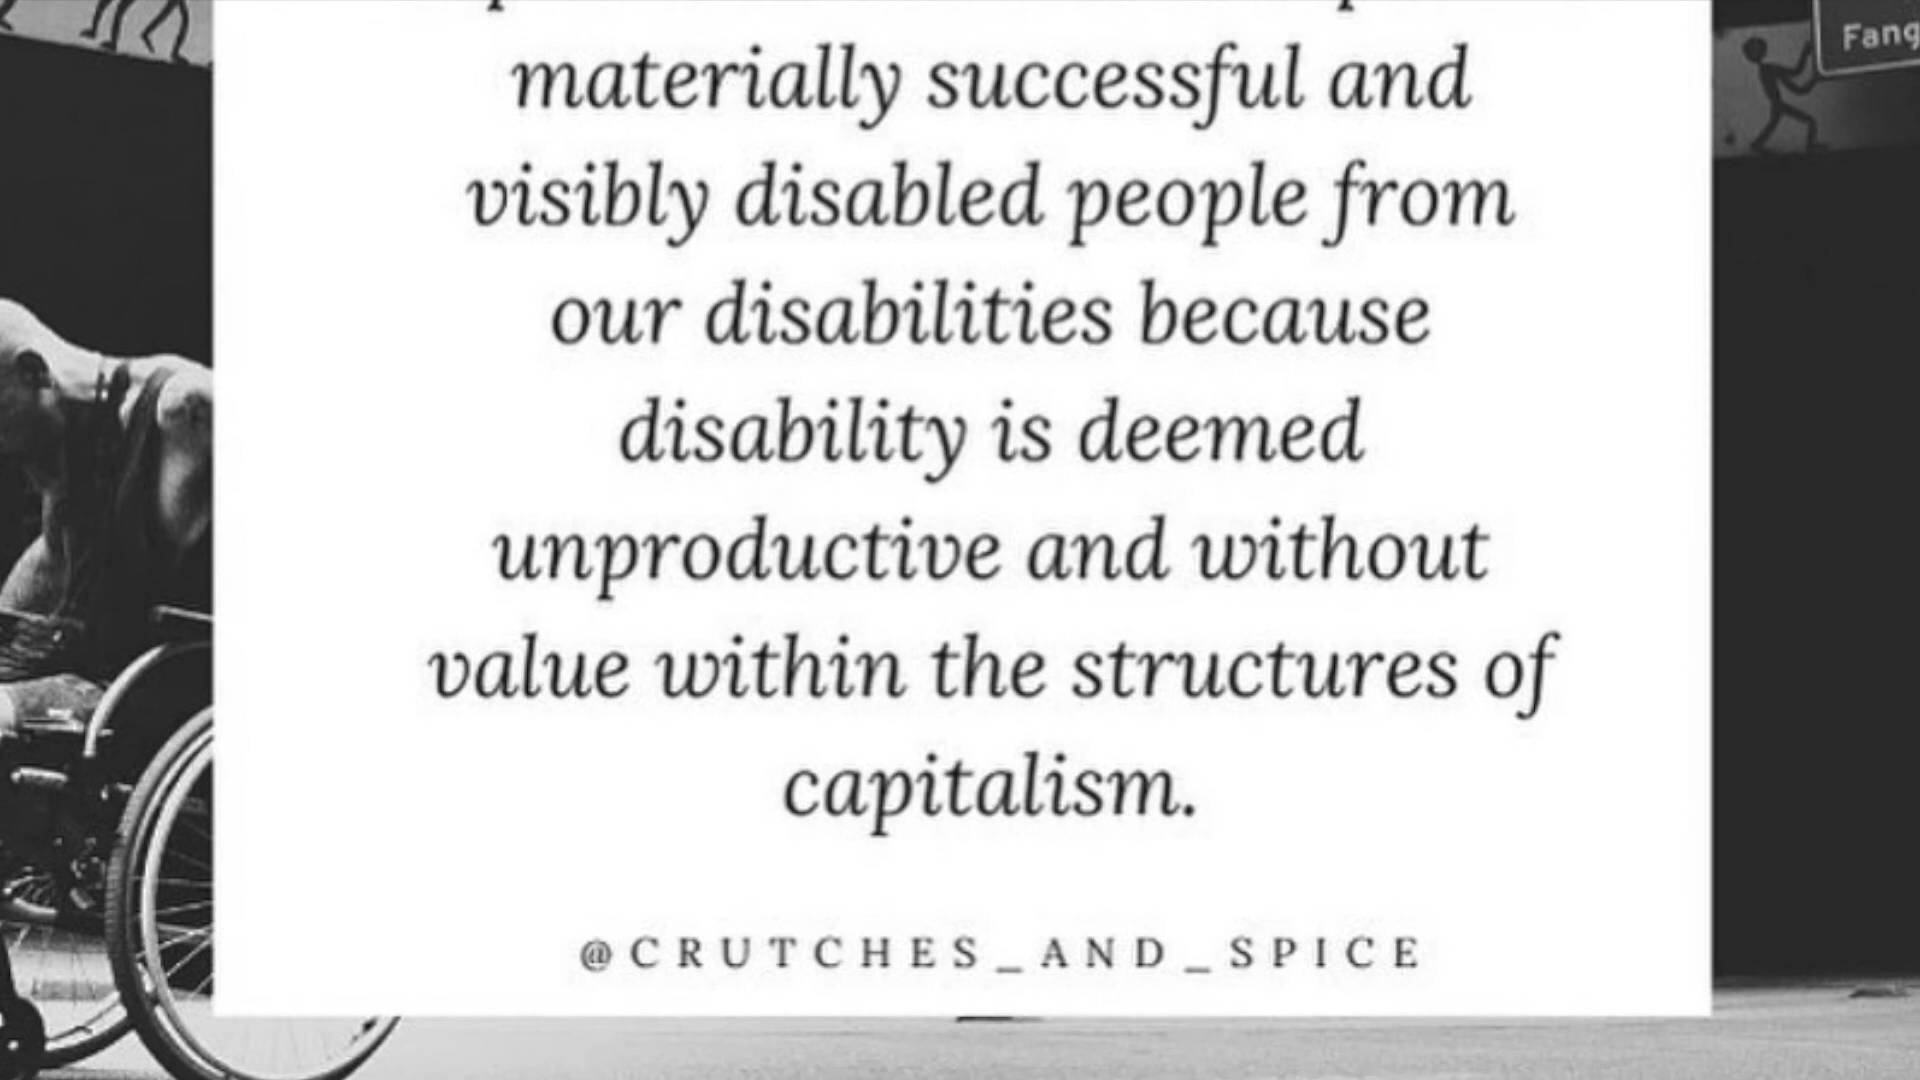 materially successful and
visibly disabled people from
our disabilities because
disability is deemed
unproductive and without
value within the structures of
capitalism.
@CRUTCHES_AND_SPICE